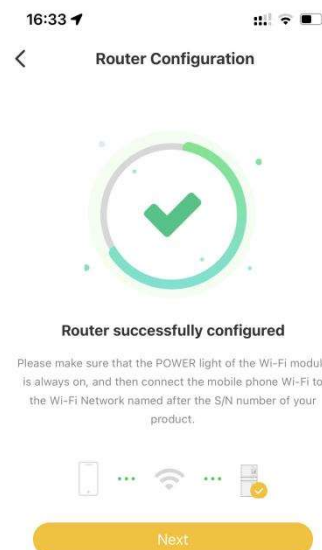 16:33
Router Configuration
Router successfully configured
Please make sure that the POWER light of the Wi-Fi modul
is always on, and then connect the mobile phone Wi-Fi to
the Wi-Fi Network named after the S/N number of your
product.
Next